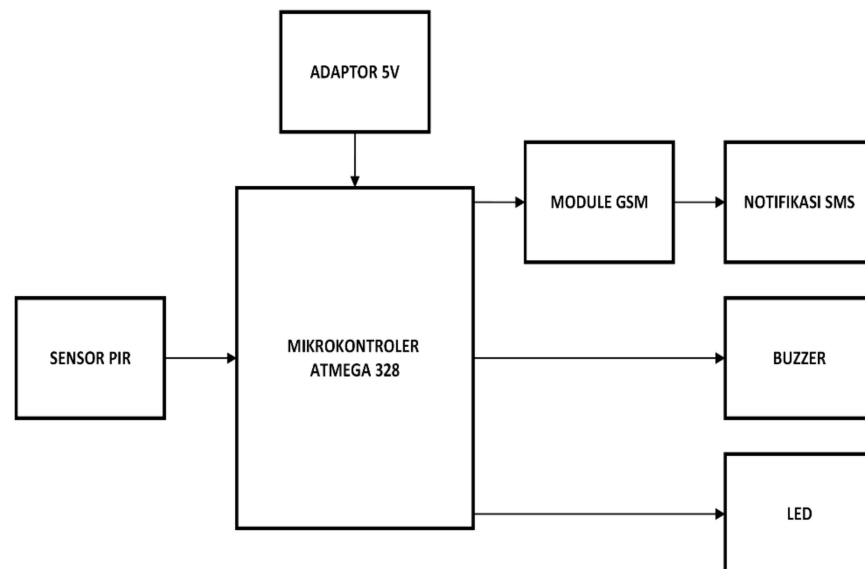 ADAPTOR 5V
MODULE GSM
NOTIFIKASI SMS
SENSOR PIR
MIKROKONTROLER
ATMEGA 328
BUZZER
LED